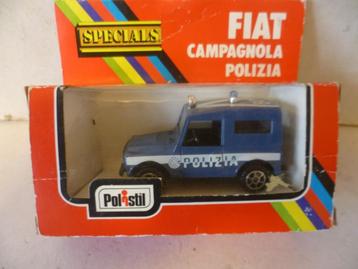 SPECIALS
FIAT
CAMPAGNOLA
POLIZIA
POLIZIA
Polistil